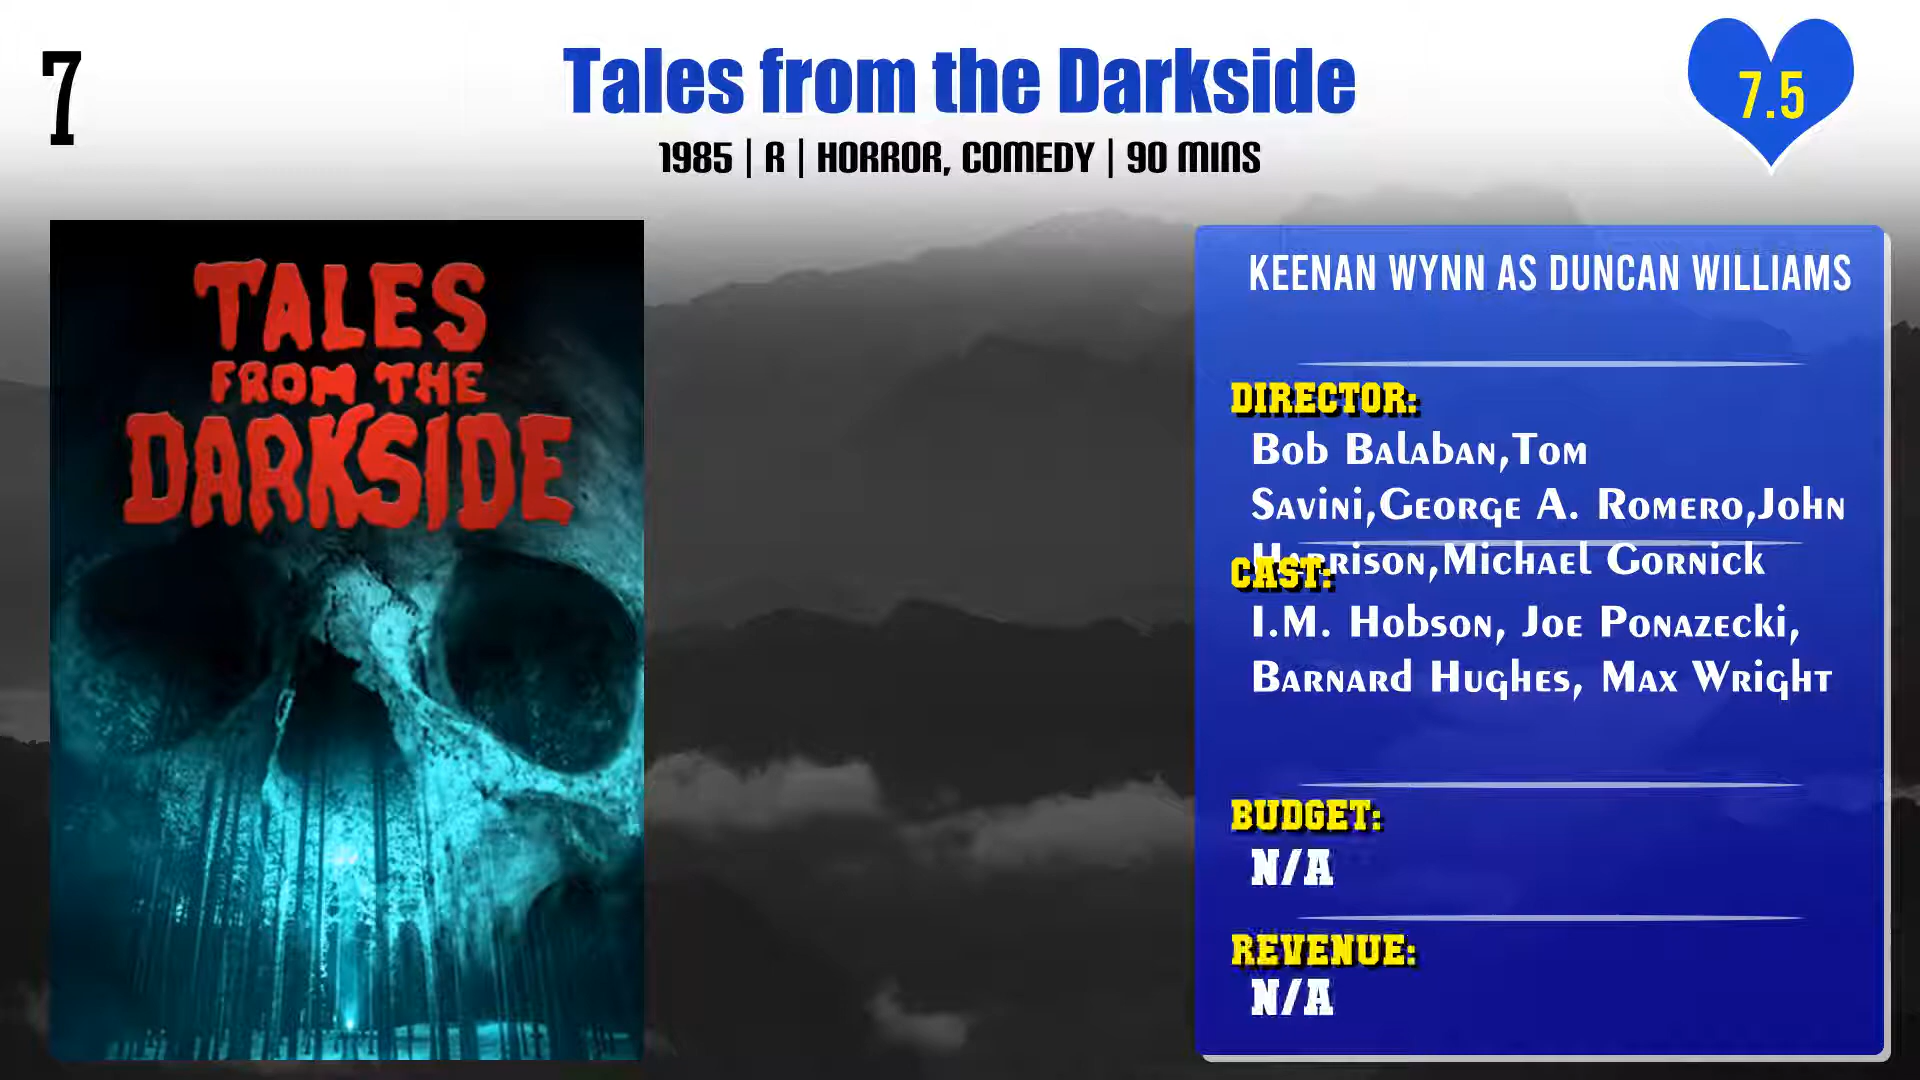 7
Tales from the Darkside
7.5
1985 | R | HORROR, COMEDY | 90 MINS
TALES
FROM THE
DARKSIDE
KEENAN WYNN AS DUNCAN WILLIAMS
DIRECTOR:
Bob Balaban,Tom
Savini,George A. Romero,John
Harrison,Michael Gornick
CAST:
I.M. Hobson, Joe Ponazecki,
Barnard Hughes, Max Wright
BUDGET:
N/A
REVENUE:
N/A